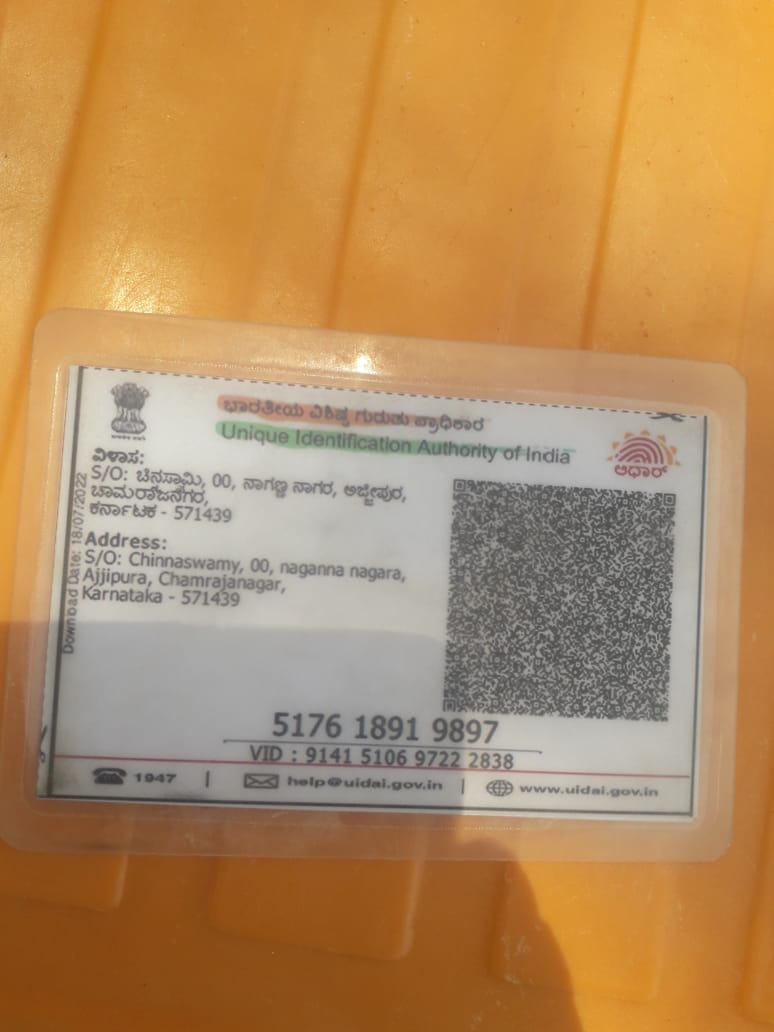 ಭಾರತೀಯ ವಿಶಿಷ್ಟ ಗುರುತು ಪ್ರಾಧಿಕಾರ
Unique Identification Authority of India
ಆಧಾರ್
Download Date: 18/07/2022
ವಿಳಾಸ:
S/O: ಚಿನಸ್ವಾಮಿ, 00, ನಾಗಣ್ಣ ನಾಗರ, ಅಜ್ಜೀಪುರ,
ಚಾಮರಾಜನಗರ,
ಕರ್ನಾಟಕ - 571439
Address:
S/O: Chinnaswamy, 00, naganna nagara,
Ajjipura, Chamrajanagar,
Karnataka - 571439
5176 1891 9897
VID : 9141 5106 9722 2838
1947 | help@uidai.gov.in | www.uidai.gov.in